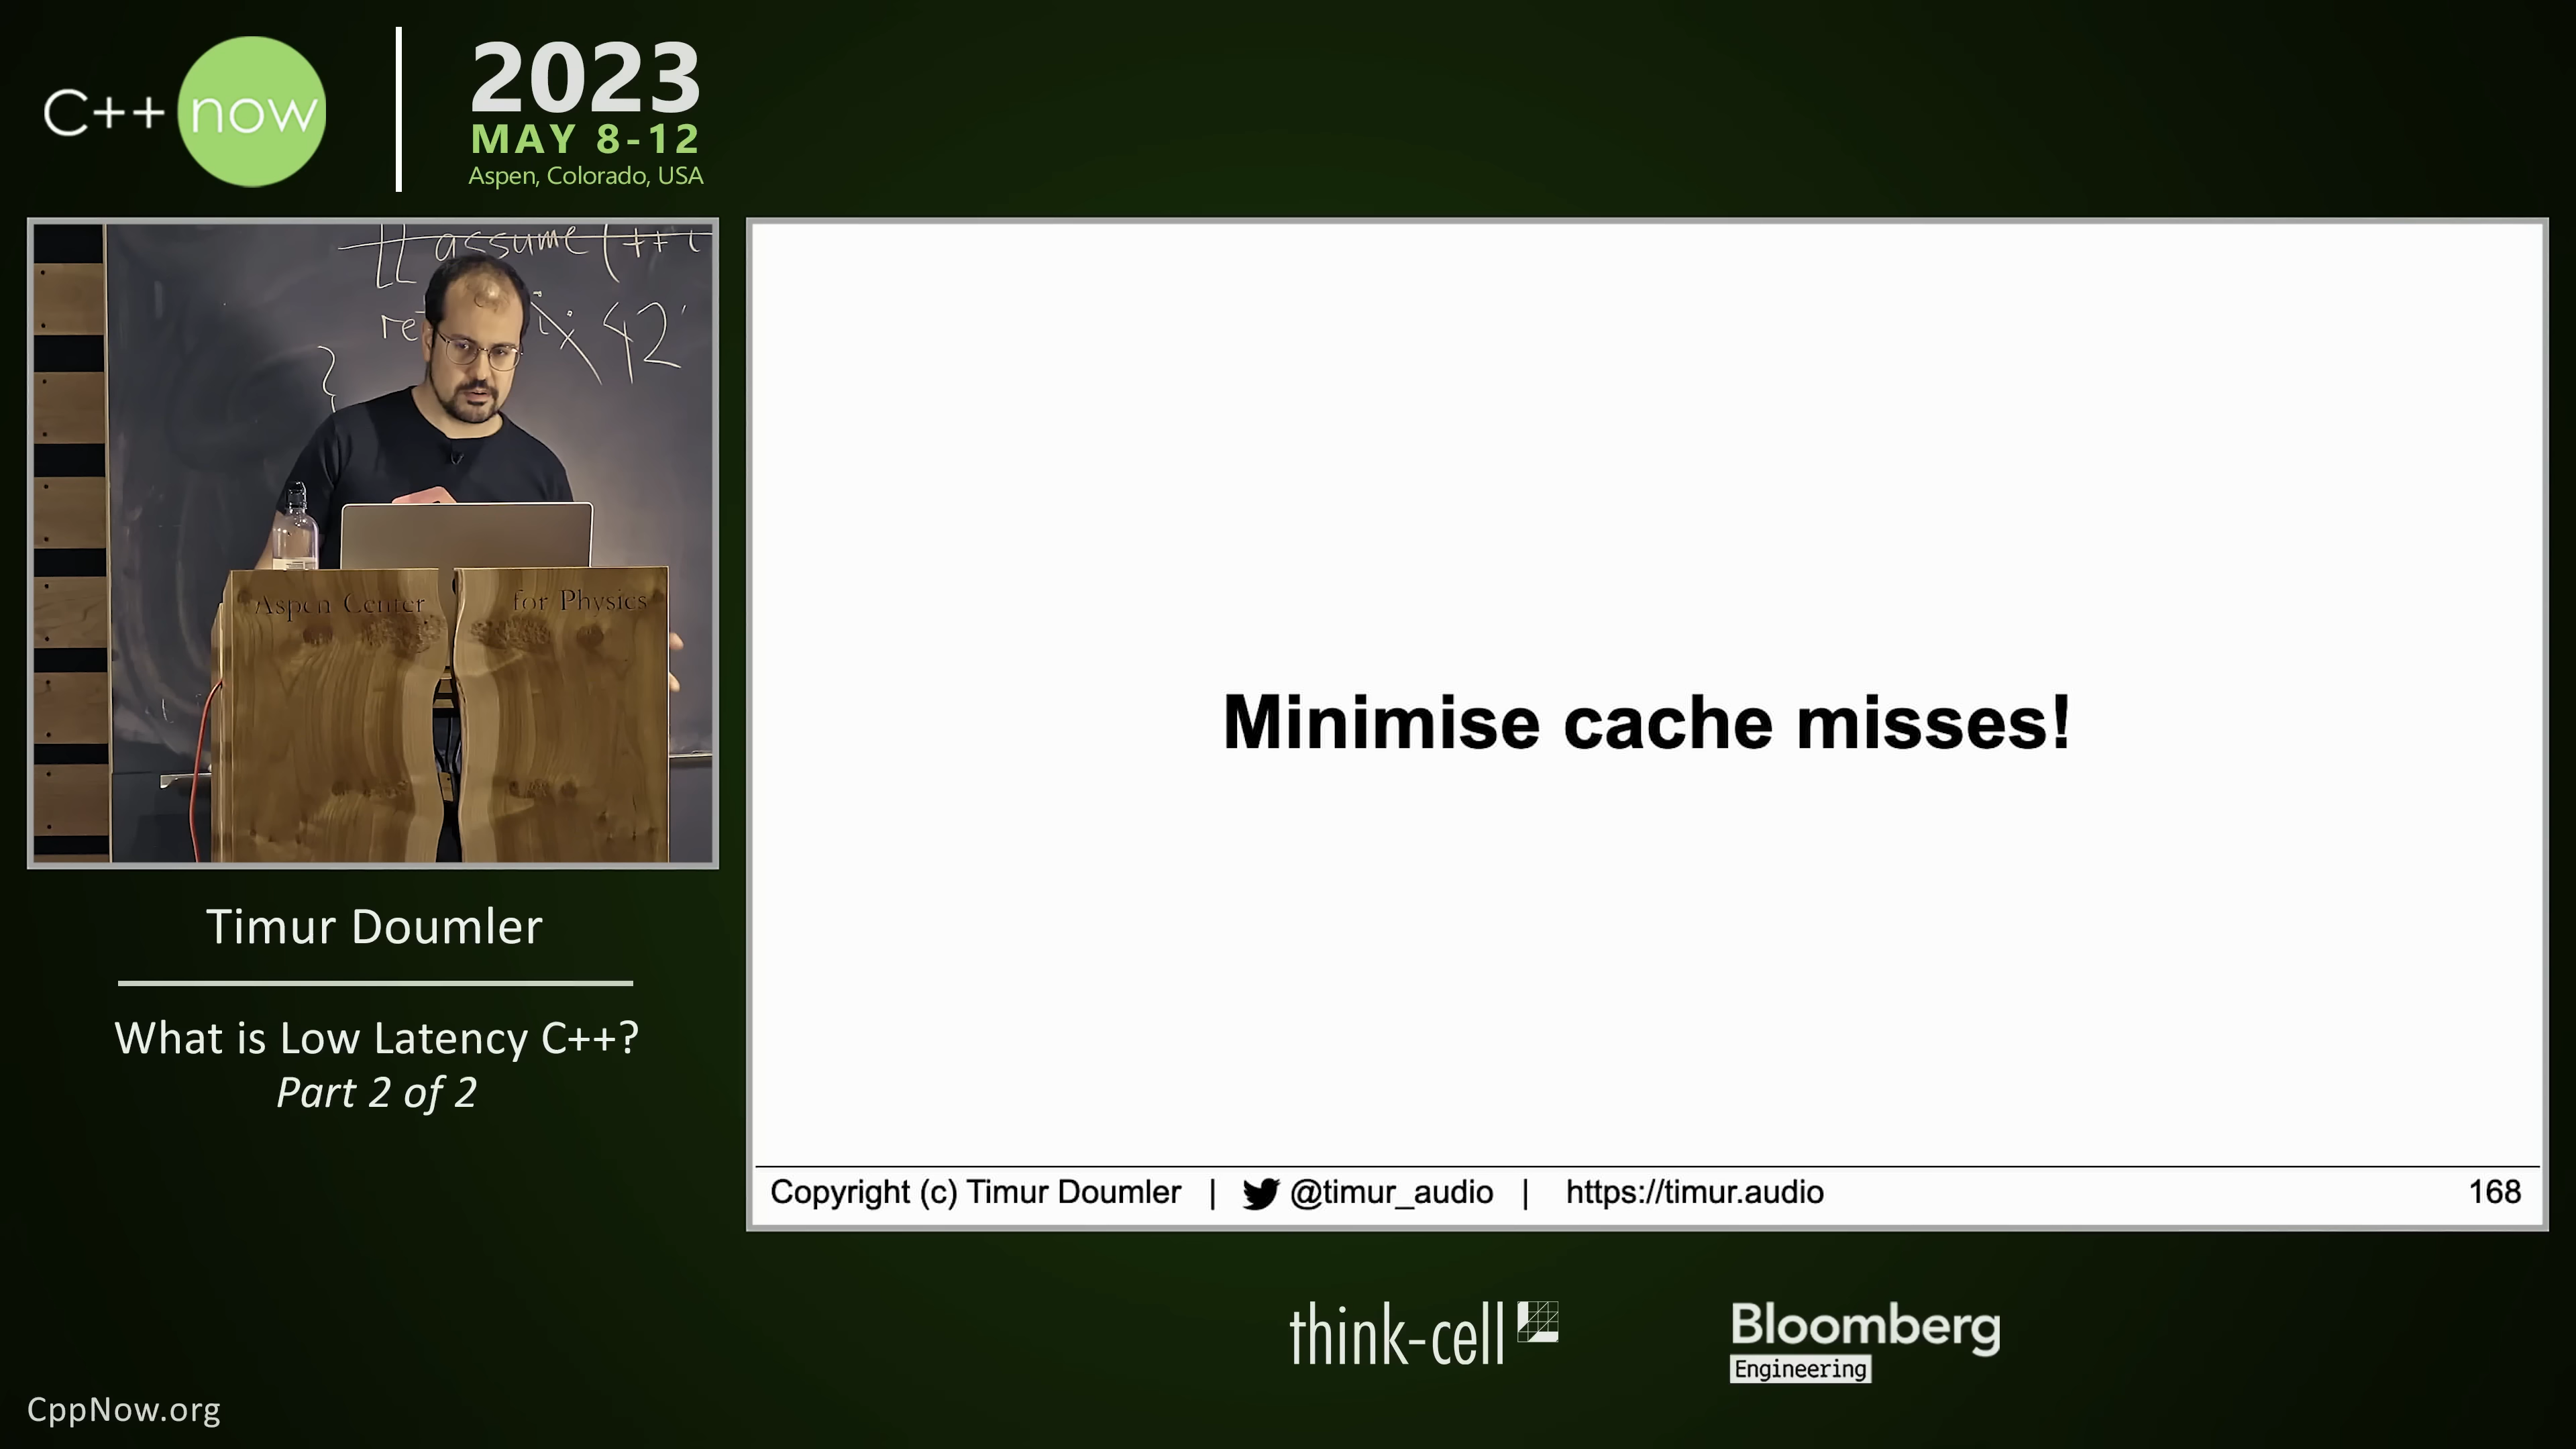 C++ now
2023
MAY 8-12
Aspen, Colorado, USA
[[ assume (++i
42
}
Aspen Center for Physics
Timur Doumler
What is Low Latency C++?
Part 2 of 2
Minimise cache misses!
Copyright (c) Timur Doumler | @timur_audio | https://timur.audio
168
think-cell
Bloomberg
Engineering
CppNow.org